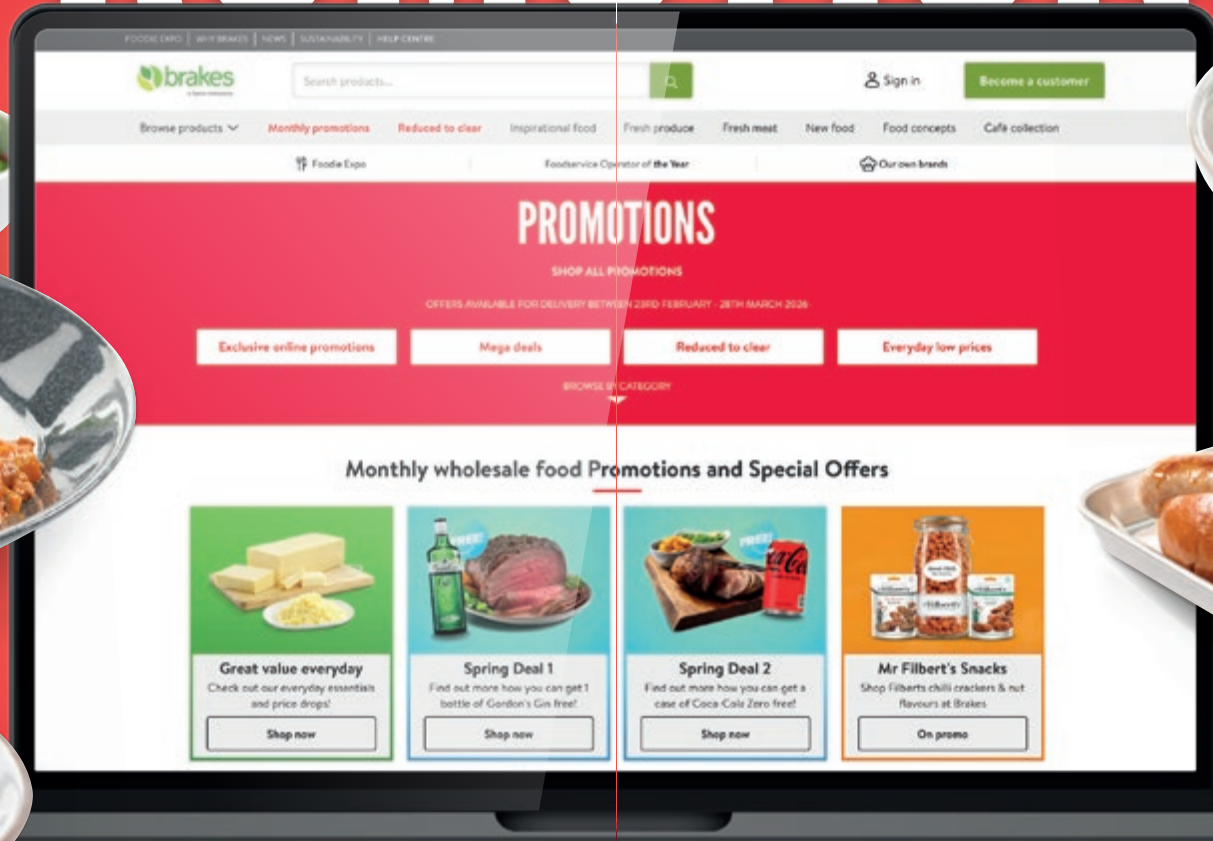 FOODIE EXPO | WHY BRAKES | NEWS | SUSTAINABILITY | HELP CENTRE
brakes
Search products...
Sign in
Become a customer
Browse products
Monthly promotions
Reduced to clear
Inspirational food
Fresh produce
Fresh meat
New food
Food concepts
Café collection
Foodie Expo
Foodservice Operator of the Year
Our own brands
PROMOTIONS
SHOP ALL PROMOTIONS
OFFERS AVAILABLE FOR DELIVERY BETWEEN 23RD FEBRUARY - 28TH MARCH 2026
Exclusive online promotions
Mega deals
Reduced to clear
Everyday low prices
BROWSE BY CATEGORY
Monthly wholesale food Promotions and Special Offers
Great value everyday
Check out our everyday essentials
and price drops!
Shop now
FREE!
Spring Deal 1
Find out more how you can get 1
bottle of Gordon's Gin free!
Shop now
FREE!
Coca-Cola
Spring Deal 2
Find out more how you can get a
case of Coca-Cola Zero free!
Shop now
Filbert's
Mr Filbert's Snacks
Shop Filberts chilli crackers & nut
flavours at Brakes
On promo